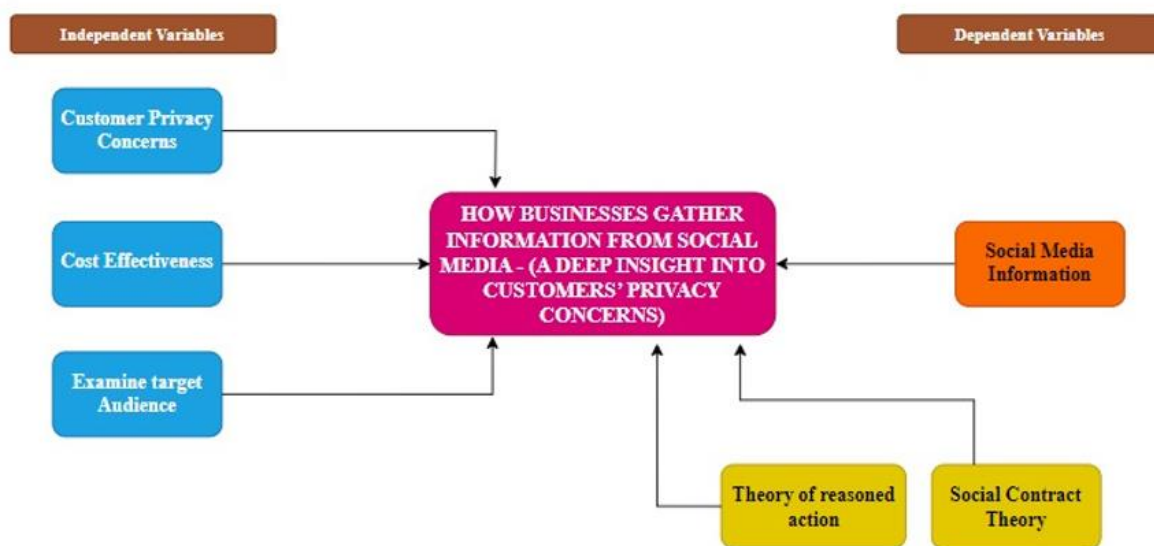 Independent Variables
Dependent Variables
Customer Privacy
Concerns
Cost Effectiveness
Examine target
Audience
HOW BUSINESSES GATHER
INFORMATION FROM SOCIAL
MEDIA - (A DEEP INSIGHT INTO
CUSTOMERS’ PRIVACY
CONCERNS)
Social Media
Information
Theory of reasoned
action
Social Contract
Theory